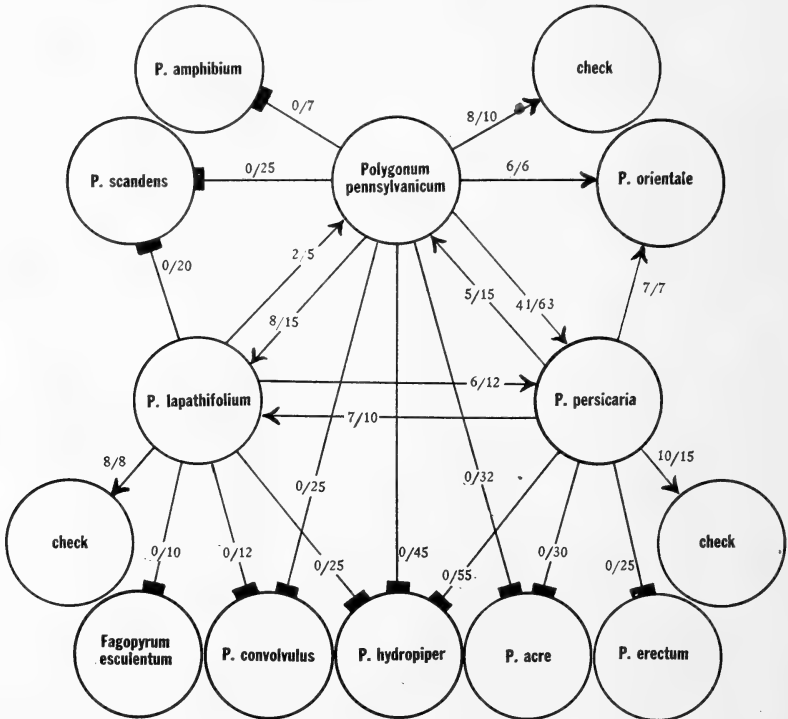 P. amphibium
check
0/7
8/10
P. scandens
0/25
Polygonum
pennsylvanicum
6/6
P. orientale
0/20
2/5
8/15
5/15
41/63
7/7
P. lapathifolium
6/12
P. persicaria
7/10
8/8
0/25
0/32
10/15
check
0/10
0/12
0/25
0/45
0/55
0/30
0/25
check
Fagopyrum
esculentum
P. convolvulus
P. hydropiper
P. acre
P. erectum